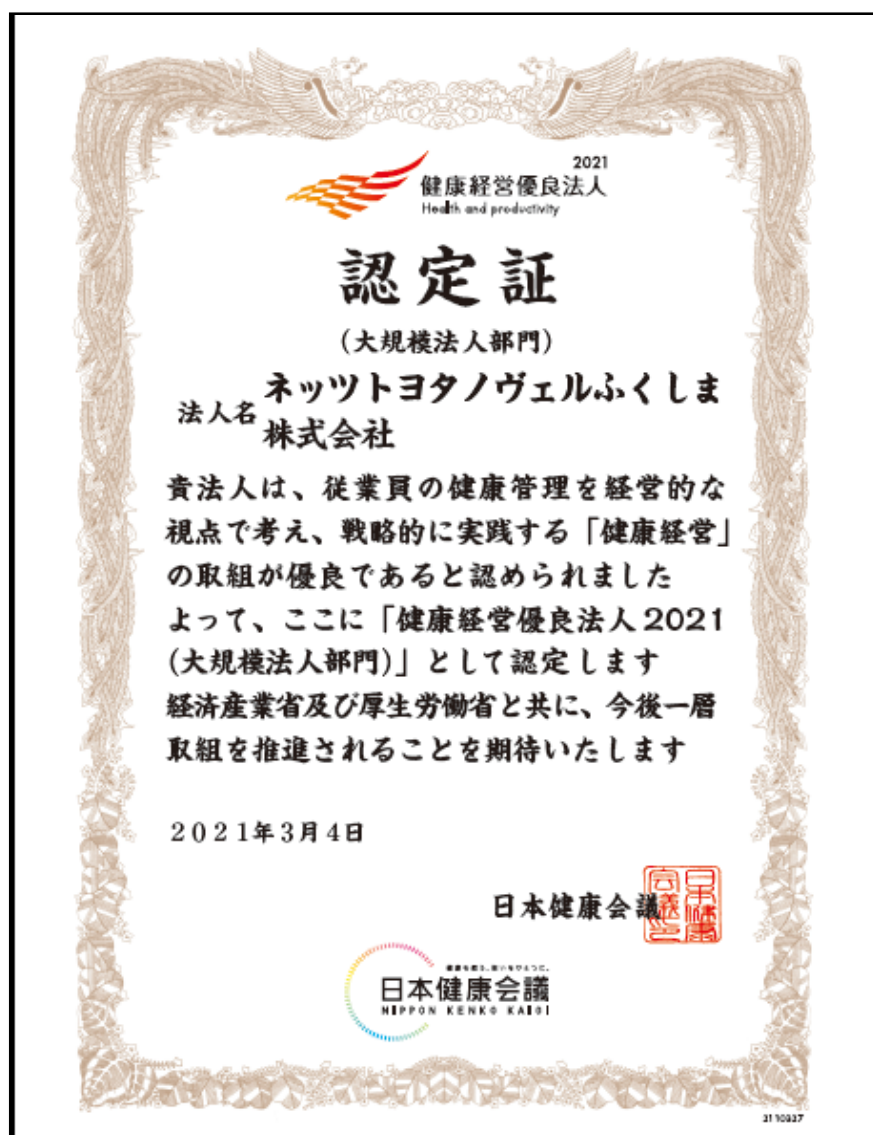 2021
健康経営優良法人
Health and productivity
認定証
(大規模法人部門)
法人名 ネッツトヨタノヴェルふくしま
株式会社
貴法人は、従業員の健康管理を経営的な
視点で考え、戦略的に実践する「健康経営」
の取組が優良であると認められました
よって、ここに「健康経営優良法人2021
(大規模法人部門)」として認定します
経済産業省及び厚生労働省と共に、今後一層
取組を推進されることを期待いたします
2021年3月4日
日本健康会議
日本健康会議
NIPPON KENKO KAIGI